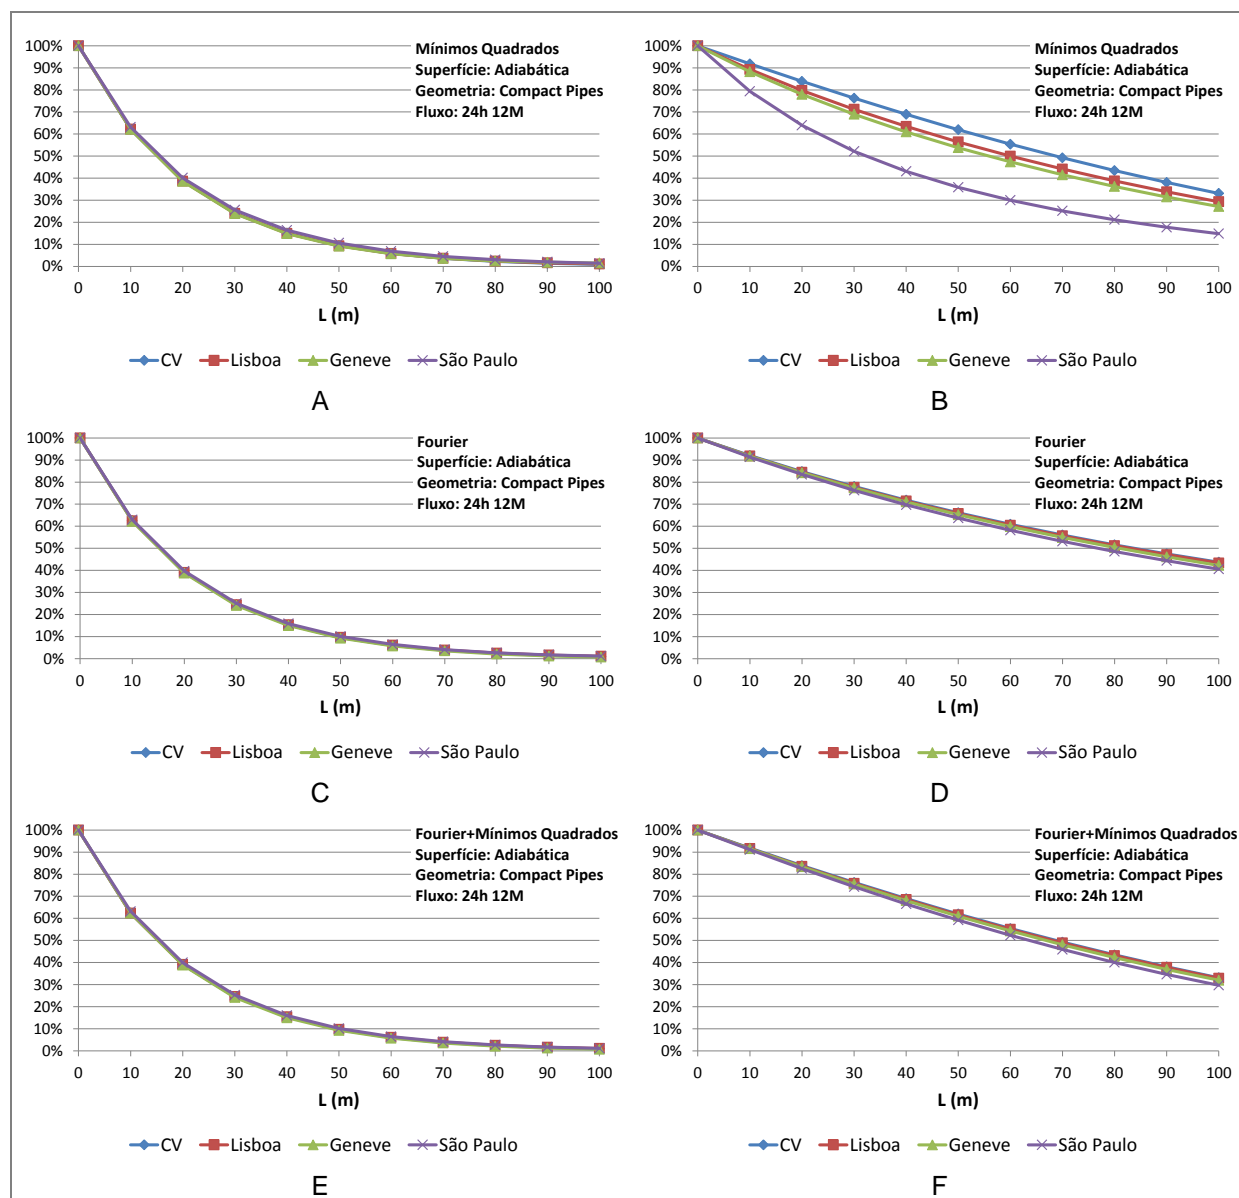 100%
90%
80%
70%
60%
50%
40%
30%
20%
10%
0%
Mínimos Quadrados
Superfície: Adiabática
Geometria: Compact Pipes
Fluxo: 24h 12M
0 10 20 30 40 50 60 70 80 90 100
L (m)
CV Lisboa Geneve São Paulo
A
100%
90%
80%
70%
60%
50%
40%
30%
20%
10%
0%
Mínimos Quadrados
Superfície: Adiabática
Geometria: Compact Pipes
Fluxo: 24h 12M
0 10 20 30 40 50 60 70 80 90 100
L (m)
CV Lisboa Geneve São Paulo
B
100%
90%
80%
70%
60%
50%
40%
30%
20%
10%
0%
Fourier
Superfície: Adiabática
Geometria: Compact Pipes
Fluxo: 24h 12M
0 10 20 30 40 50 60 70 80 90 100
L (m)
CV Lisboa Geneve São Paulo
C
100%
90%
80%
70%
60%
50%
40%
30%
20%
10%
0%
Fourier
Superfície: Adiabática
Geometria: Compact Pipes
Fluxo: 24h 12M
0 10 20 30 40 50 60 70 80 90 100
L (m)
CV Lisboa Geneve São Paulo
D
100%
90%
80%
70%
60%
50%
40%
30%
20%
10%
0%
Fourier+Mínimos Quadrados
Superfície: Adiabática
Geometria: Compact Pipes
Fluxo: 24h 12M
0 10 20 30 40 50 60 70 80 90 100
L (m)
CV Lisboa Geneve São Paulo
E
100%
90%
80%
70%
60%
50%
40%
30%
20%
10%
0%
Fourier+Mínimos Quadrados
Superfície: Adiabática
Geometria: Compact Pipes
Fluxo: 24h 12M
0 10 20 30 40 50 60 70 80 90 100
L (m)
CV Lisboa Geneve São Paulo
F